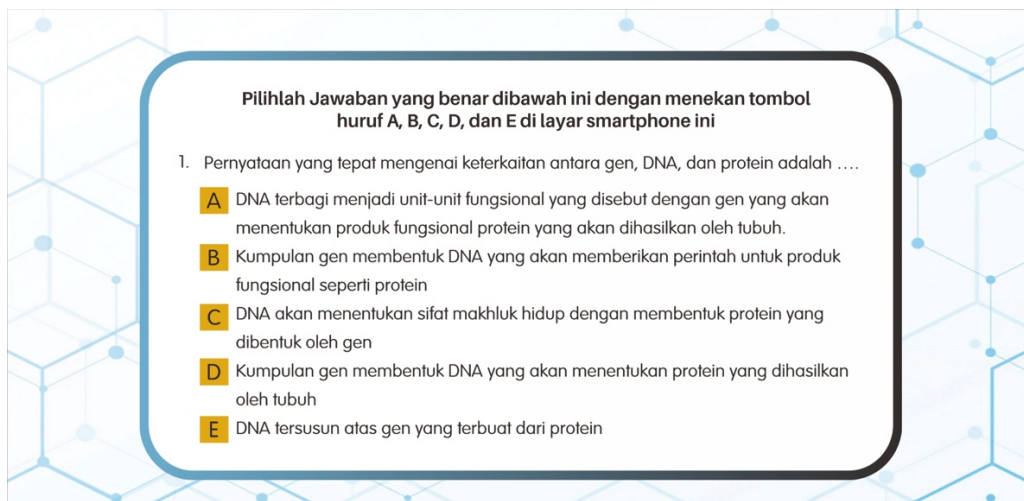 Pilihlah Jawaban yang benar dibawah ini dengan menekan tombol
huruf A, B, C, D, dan E di layar smartphone ini
1. Pernyataan yang tepat mengenai keterkaitan antara gen, DNA, dan protein adalah ....
A DNA terbagi menjadi unit-unit fungsional yang disebut dengan gen yang akan
menentukan produk fungsional protein yang akan dihasilkan oleh tubuh.
B Kumpulan gen membentuk DNA yang akan memberikan perintah untuk produk
fungsional seperti protein
C DNA akan menentukan sifat makhluk hidup dengan membentuk protein yang
dibentuk oleh gen
D Kumpulan gen membentuk DNA yang akan menentukan protein yang dihasilkan
oleh tubuh
E DNA tersusun atas gen yang terbuat dari protein